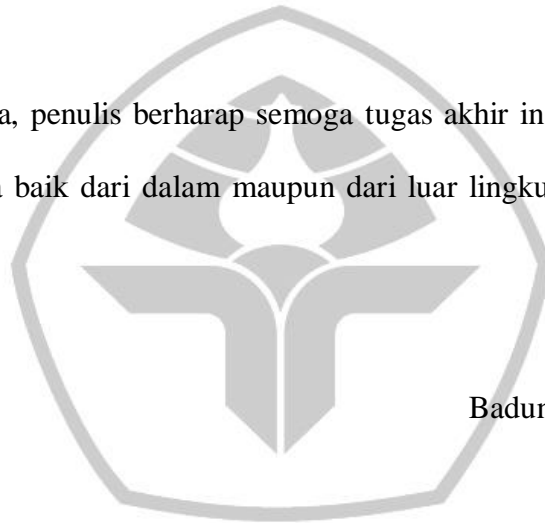 a, penulis berharap semoga tugas akhir in
baik dari dalam maupun dari luar lingku
Badun